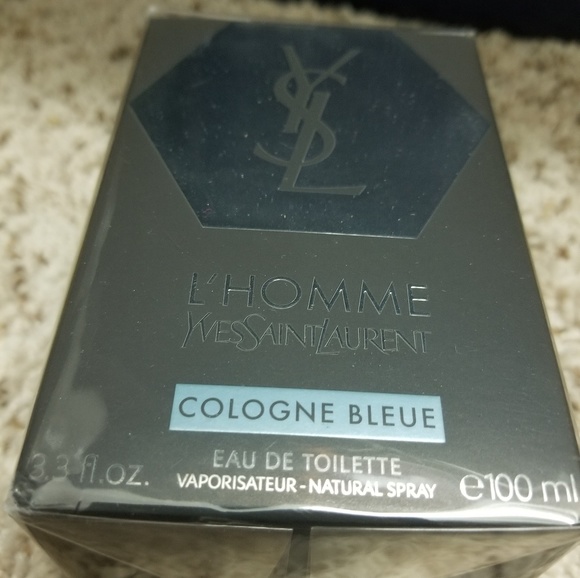 YSL
L'HOMME
YVESSAINTLAURENT
COLOGNE BLEUE
3.3 fl.oz. EAU DE TOILETTE
VAPORISATEUR - NATURAL SPRAY e100 ml